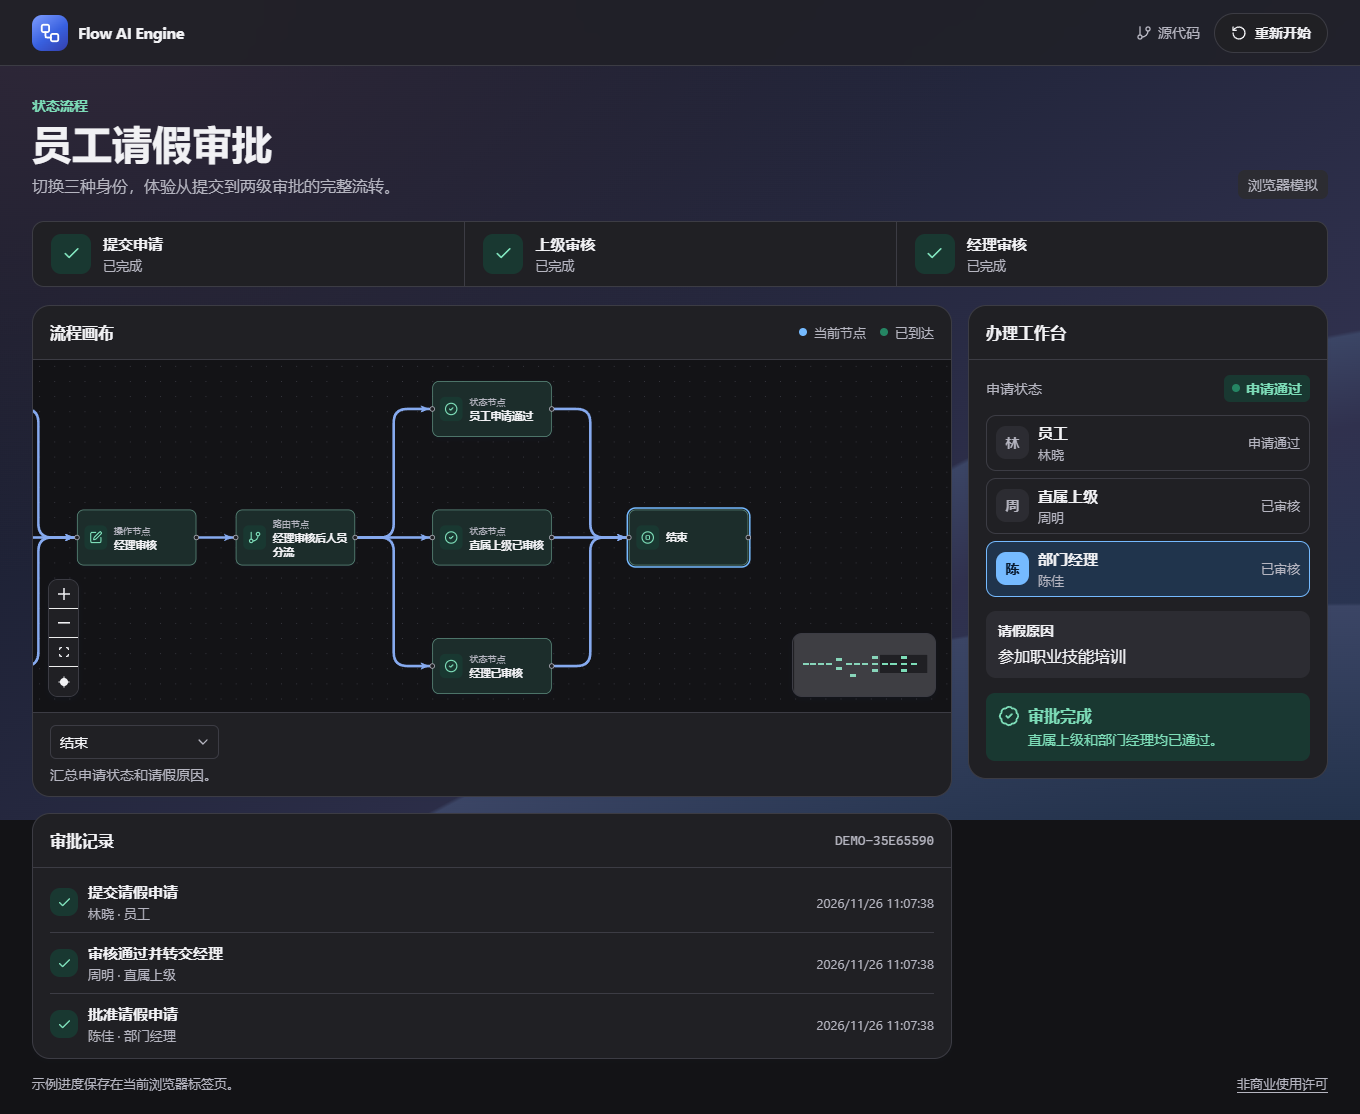 Flow AI Engine
源代码
重新开始
状态流程
员工请假审批
切换三种身份，体验从提交到两级审批的完整流转。
浏览器模拟
提交申请
已完成
上级审核
已完成
经理审核
已完成
流程画布
当前节点
已到达
操作节点
经理审核
路由节点
经理审核后人员
分流
状态节点
员工申请通过
状态节点
直属上级已审核
状态节点
经理已审核
结束
结束
汇总申请状态和请假原因。
办理工作台
申请状态
申请通过
林
员工
林晓
申请通过
周
直属上级
周明
已审核
陈
部门经理
陈佳
已审核
请假原因
参加职业技能培训
审批完成
直属上级和部门经理均已通过。
审批记录
DEMO-35E65590
提交请假申请
林晓 · 员工
2026/11/26 11:07:38
审核通过并转交经理
周明 · 直属上级
2026/11/26 11:07:38
批准请假申请
陈佳 · 部门经理
2026/11/26 11:07:38
示例进度保存在当前浏览器标签页。
非商业使用许可